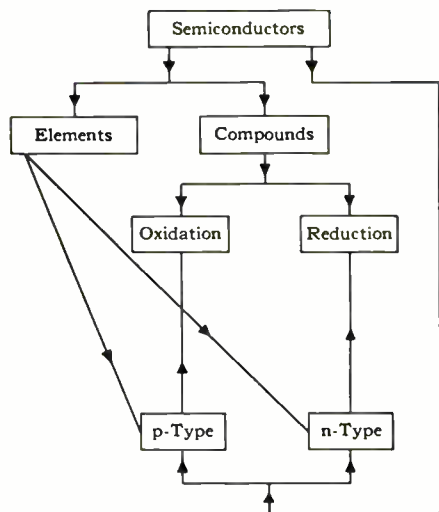 Semiconductors
Elements
Compounds
Oxidation
Reduction
p-Type
n-Type